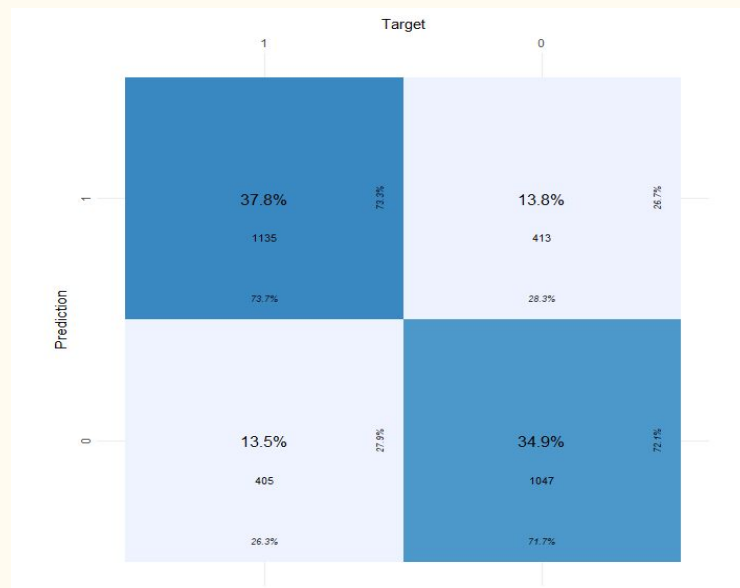 Target
1 0
Prediction
1
37.8% 73.3% 13.8% 26.7%
1135 413
73.7% 28.3%
0
13.5% 27.9% 34.9% 72.1%
405 1047
26.3% 71.7%